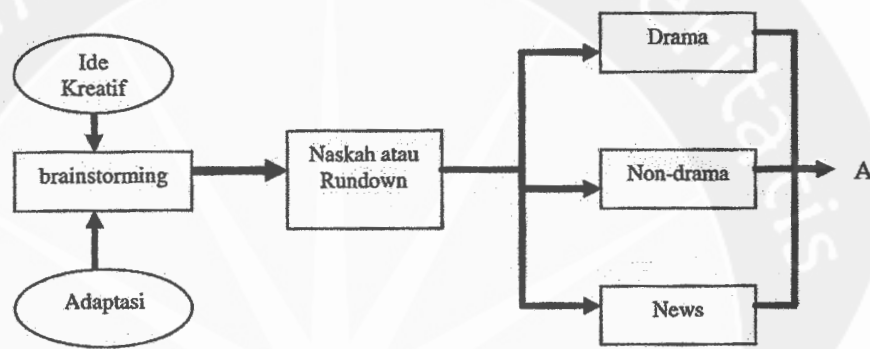 Ide
Kreatif
brainstorming
Adaptasi
Naskah atau
Rundown
Drama
Non-drama
News
A